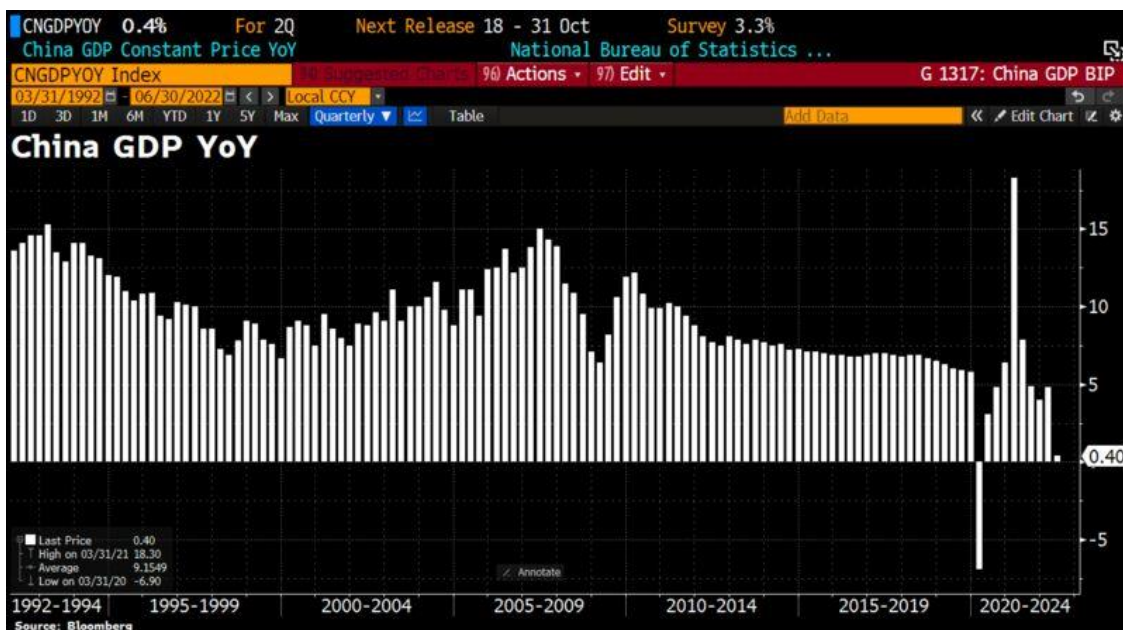 CNGDPYOY 0.4% For 2Q Next Release 18 - 31 Oct Survey 3.3%
China GDP Constant Price YoY National Bureau of Statistics ...
CNGDPYOY Index 94) Suggested Charts 96) Actions 97) Edit G 1317: China GDP BIP
03/31/1992 - 06/30/2022 < > Local CCY
1D 3D 1M 6M YTD 1Y 5Y Max Quarterly ▼ Table Add Data « Edit Chart
China GDP YoY
15
10
5
0.40
-5
Last Price 0.40
High on 03/31/21 18.30
Average 9.1549
Low on 03/31/20 -6.90
Annotate
1992-1994 1995-1999 2000-2004 2005-2009 2010-2014 2015-2019 2020-2024
Source: Bloomberg